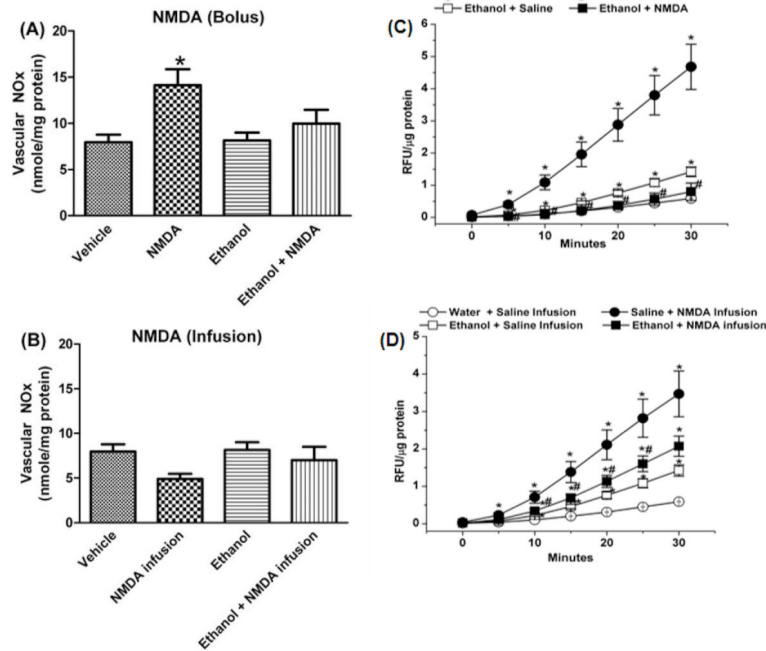 (A)
NMDA (Bolus)
Vascular NOx
(nmole/mg protein)
20
15
10
5
0
*
Vehicle
NMDA
Ethanol
Ethanol + NMDA
(C)
Ethanol + Saline
Ethanol + NMDA
RFU/µg protein
6
5
4
3
2
1
0
* * * * * *
* * * * *
# # # # # #
0 10 20 30
Minutes
(B)
NMDA (Infusion)
Vascular NOx
(nmole/mg protein)
20
15
10
5
0
Vehicle
NMDA infusion
Ethanol
Ethanol + NMDA infusion
(D)
Water + Saline Infusion
Saline + NMDA Infusion
Ethanol + Saline Infusion
Ethanol + NMDA infusion
RFU/µg protein
5
4
3
2
1
0
* * * * * *
*# *# *# *# *
* * * * *
0 10 20 30
Minutes